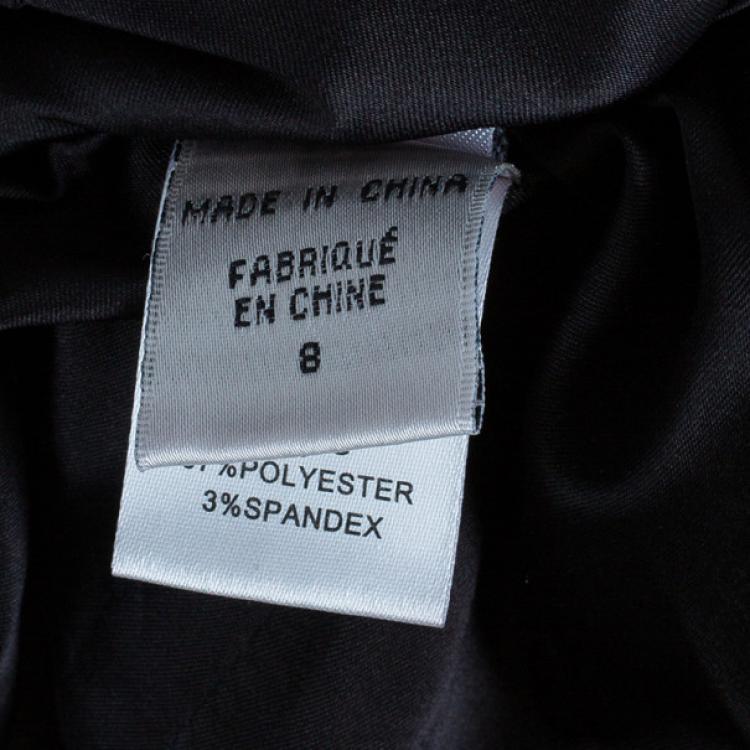 MADE IN CHINA
FABRIQUÉ
EN CHINE
8
%POLYESTER
3%SPANDEX